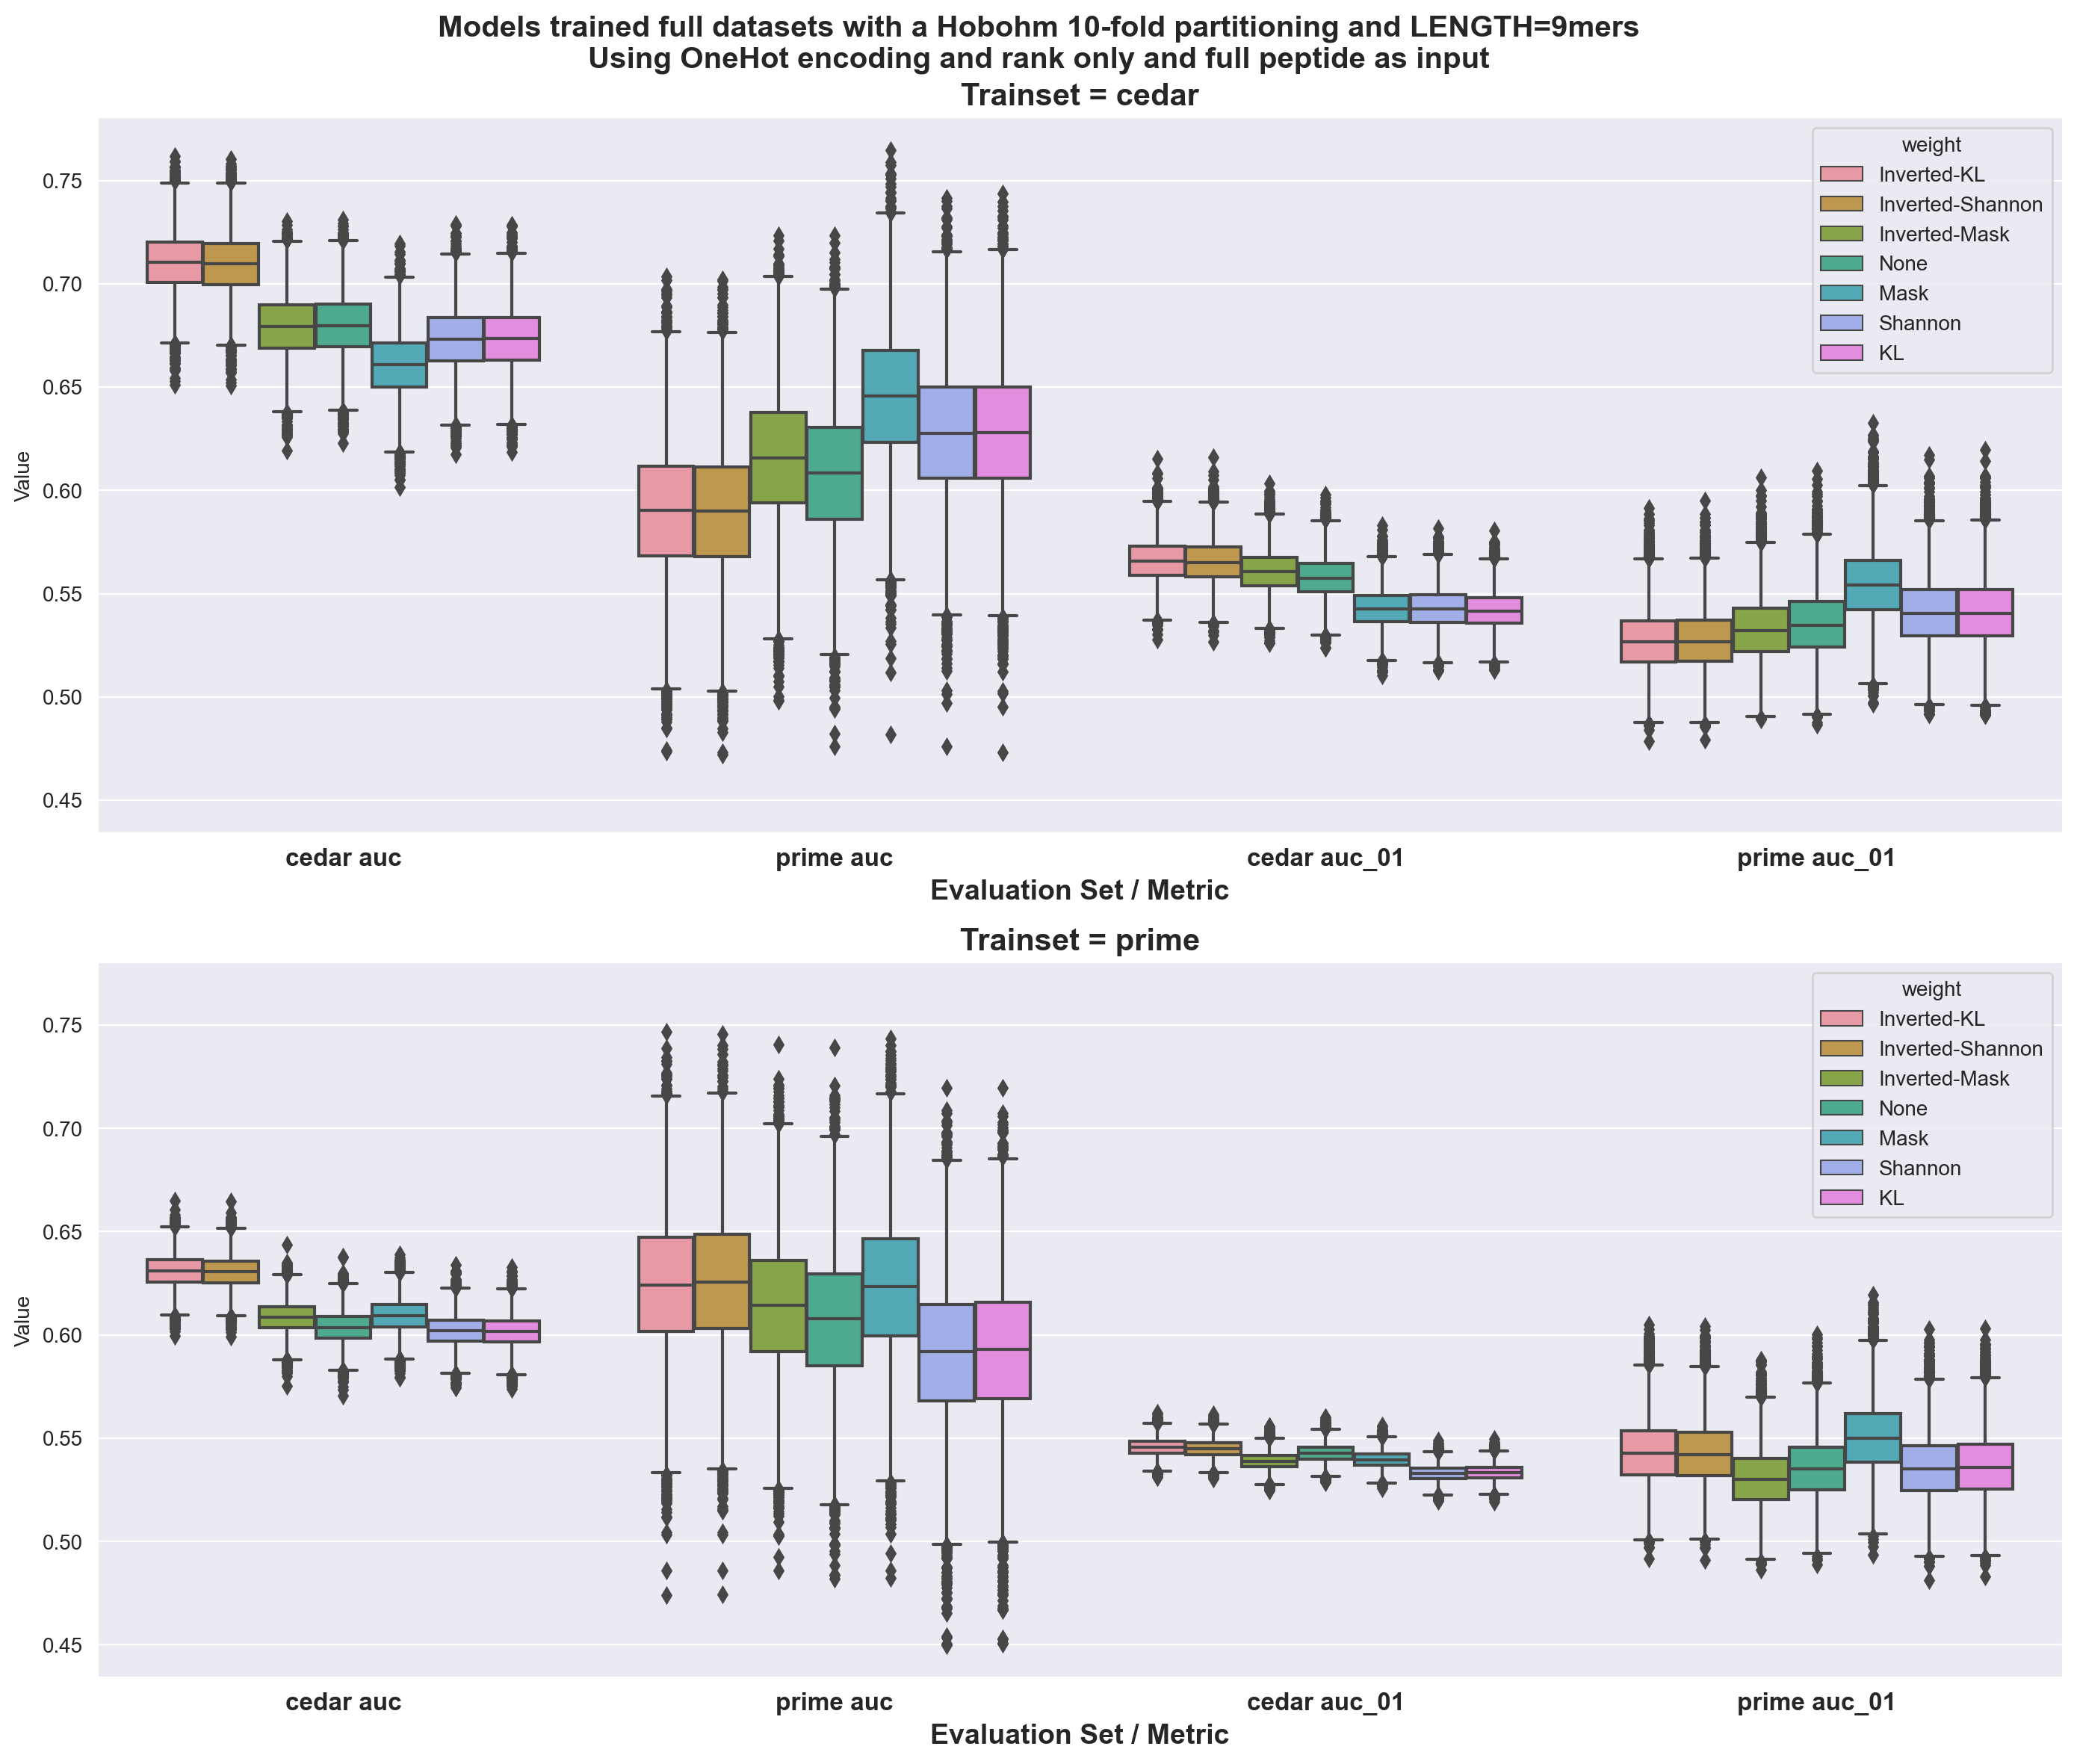 Models trained full datasets with a Hobohm 10-fold partitioning and LENGTH=9mers
Using OneHot encoding and rank only and full peptide as input
Trainset = cedar
weight
Inverted-KL
Inverted-Shannon
Inverted-Mask
None
Mask
Shannon
KL
Value
0.75
0.70
0.65
0.60
0.55
0.50
0.45
cedar auc
prime auc
cedar auc_01
prime auc_01
Evaluation Set / Metric
Trainset = prime
weight
Inverted-KL
Inverted-Shannon
Inverted-Mask
None
Mask
Shannon
KL
Value
0.75
0.70
0.65
0.60
0.55
0.50
0.45
cedar auc
prime auc
cedar auc_01
prime auc_01
Evaluation Set / Metric